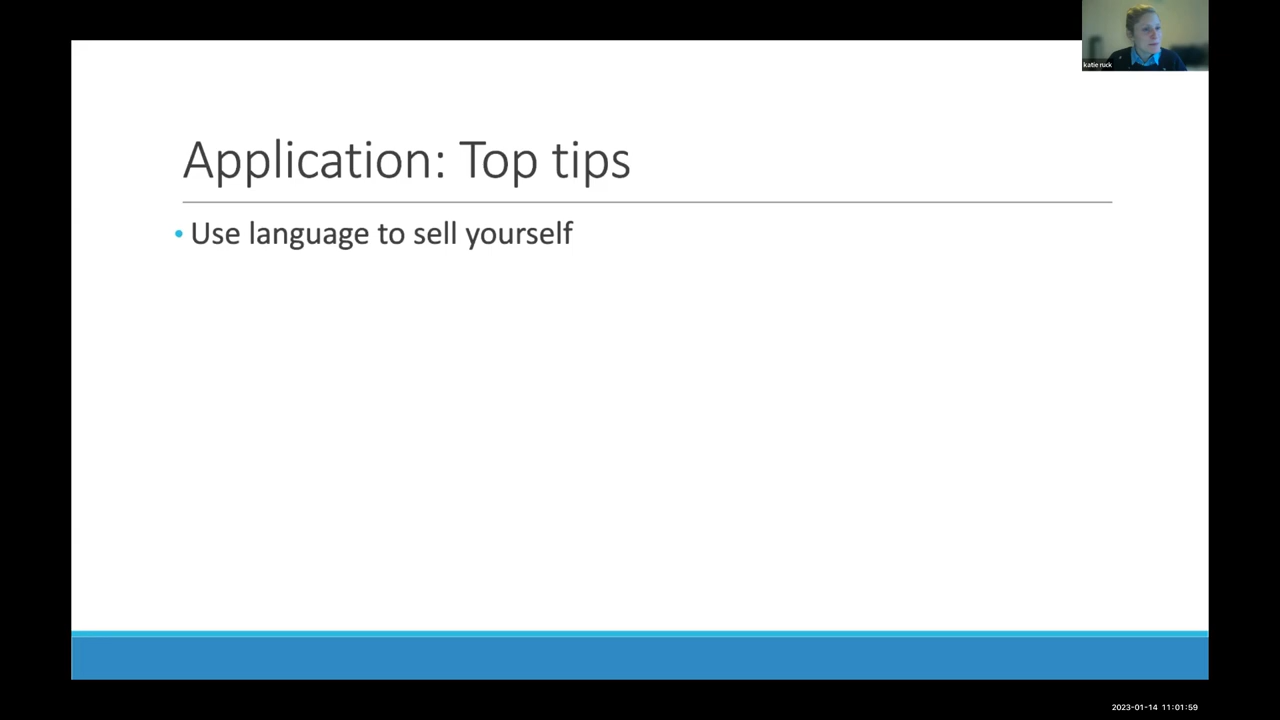 katie ruck
Application: Top tips
• Use language to sell yourself
2023-01-14 11:01:59